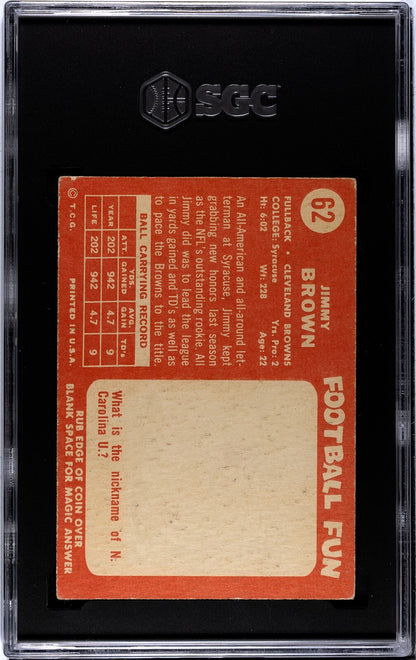 SGC
62
JIMMY
BROWN
FULLBACK • CLEVELAND BROWNS
COLLEGE: Syracuse Yrs. Pro: 2
Ht: 6:02 Wt: 228 Age: 22
An All-American and all-around let-
terman at Syracuse, Jimmy kept
grabbing new honors last season
as the NFL's outstanding rookie. All
Jimmy did was to lead the league
in yards gained and TD's as well as
to pace the Browns to the title.
BALL CARRYING RECORD
YEAR ATT. YDS. GAINED AVG. GAIN TD's
202 942 4.7 9
LIFE 202 942 4.7 9
© T.C.G. PRINTED IN U.S.A.
FOOTBALL FUN
What is the nickname of N.
Carolina U.?
RUB EDGE OF COIN OVER
BLANK SPACE FOR MAGIC ANSWER